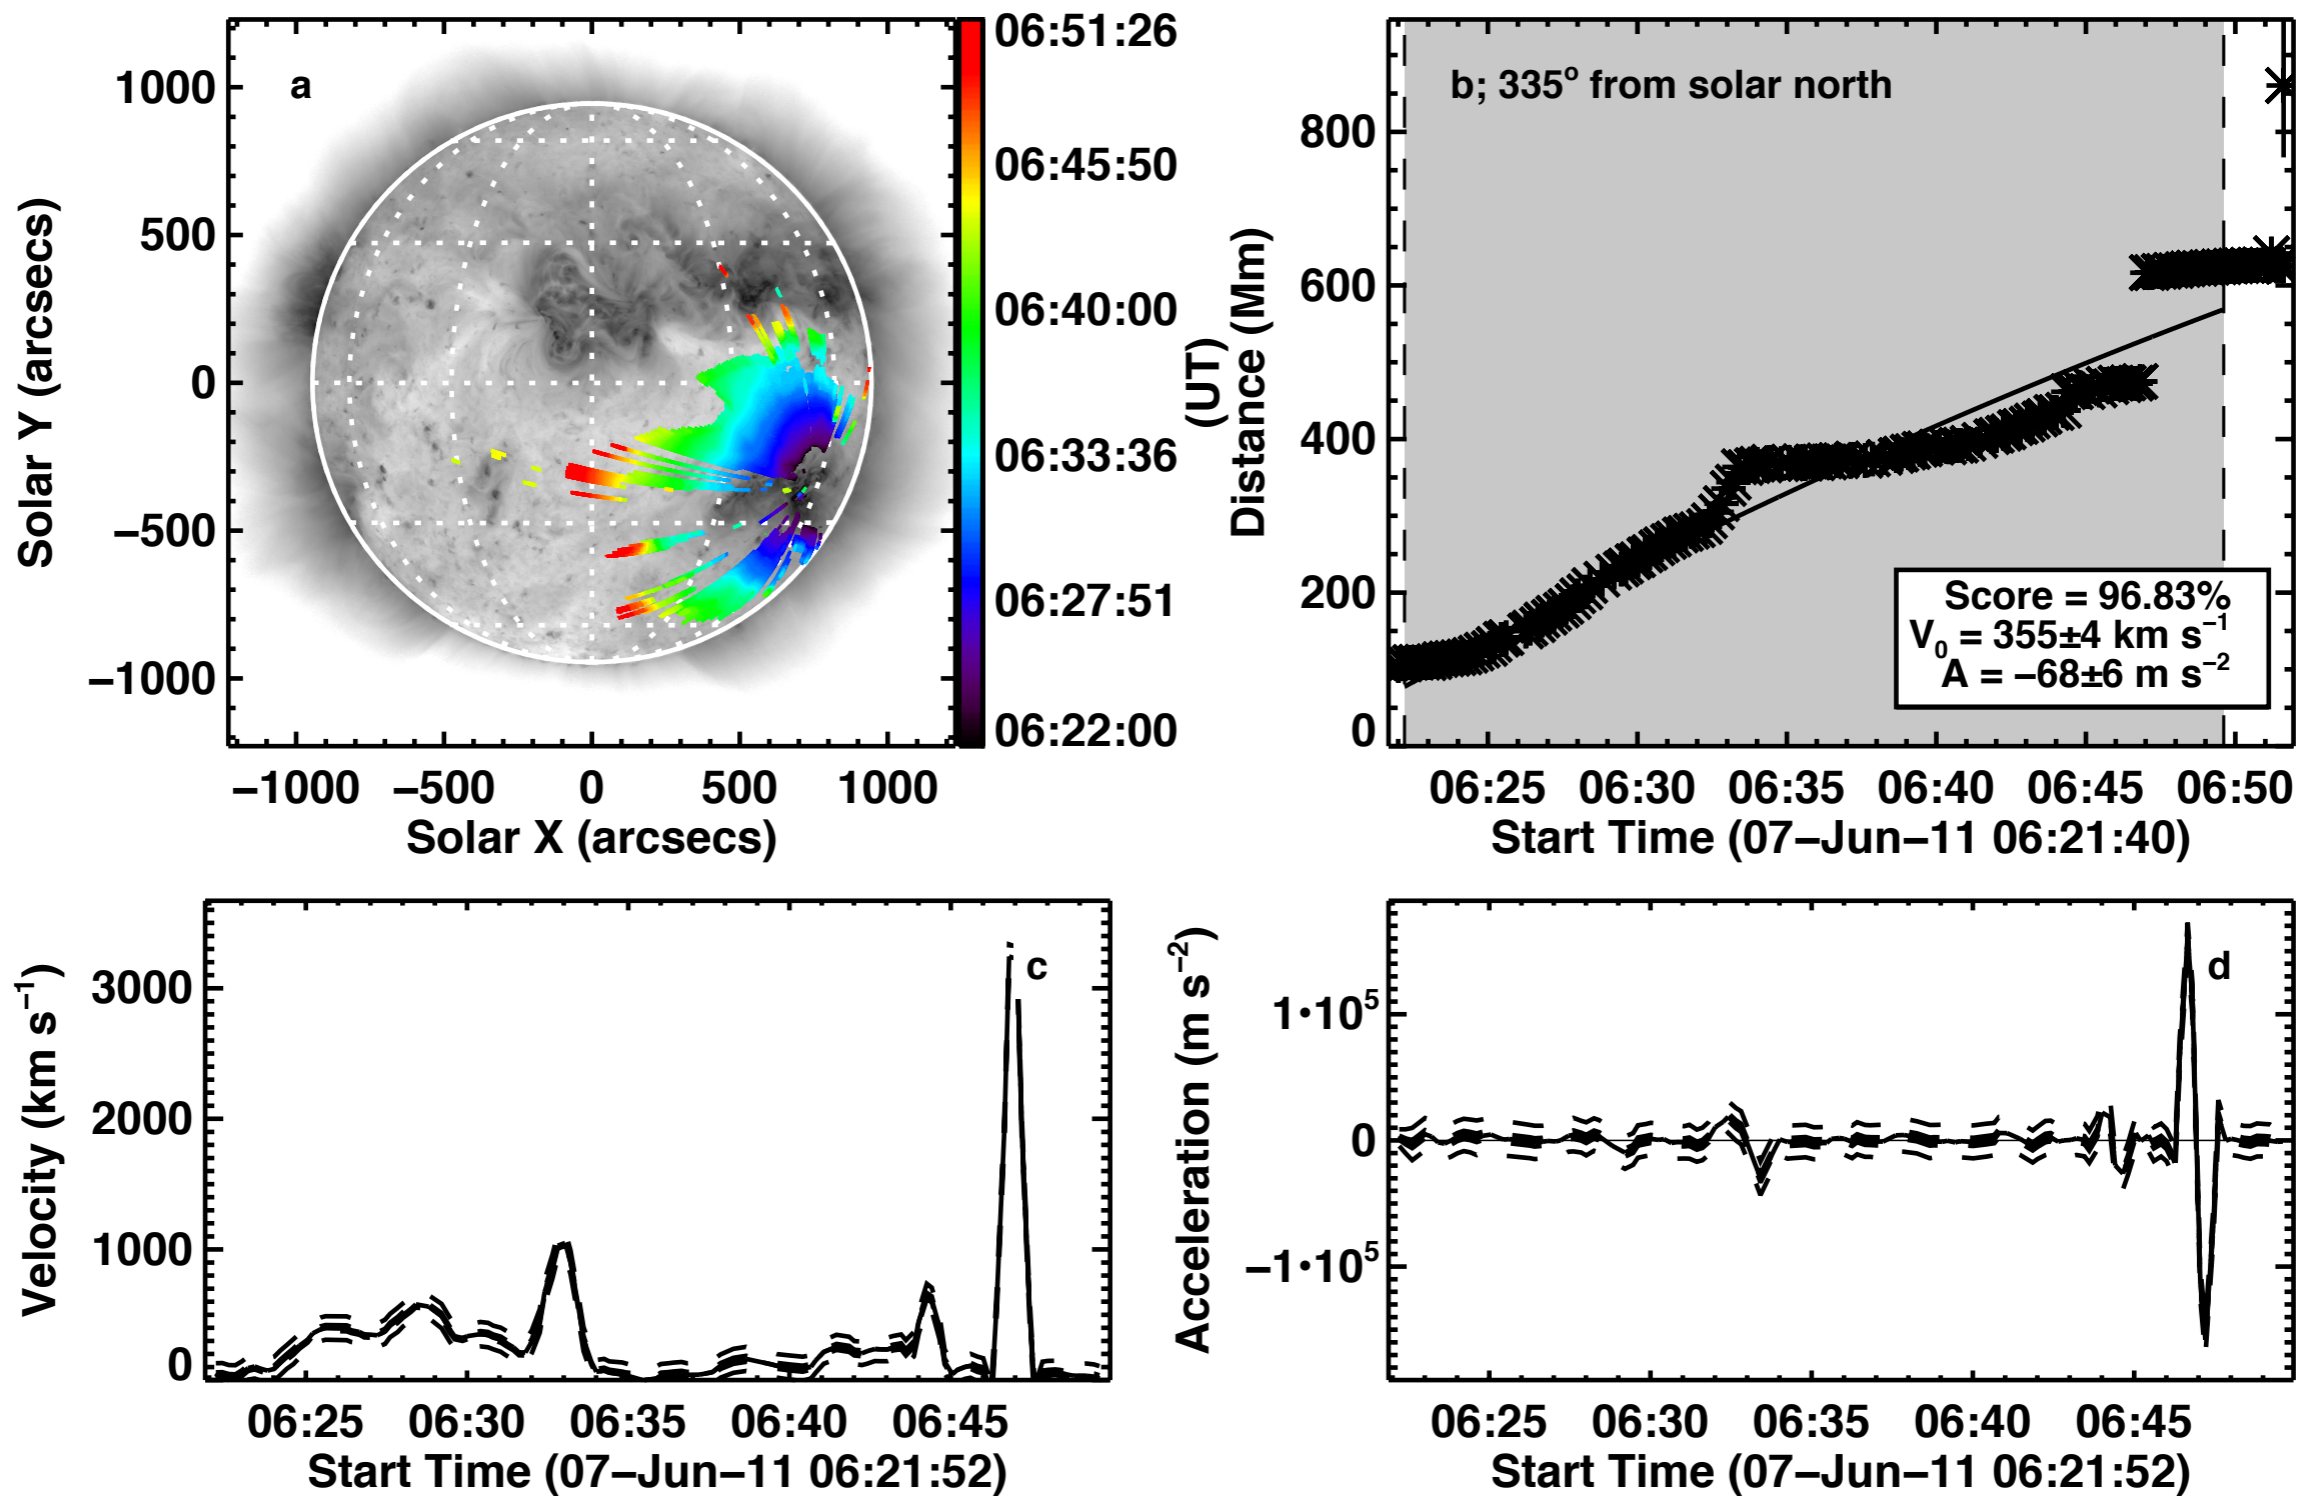 a
1000
500
0
−500
−1000
Solar Y (arcsecs)
−1000 −500 0 500 1000
Solar X (arcsecs)
06:51:26
06:45:50
06:40:00
06:33:36
06:27:51
06:22:00
(UT)
b; 335° from solar north
800
600
400
200
0
Distance (Mm)
Score = 96.83%
V₀ = 355±4 km s⁻¹
A = −68±6 m s⁻²
06:25 06:30 06:35 06:40 06:45 06:50
Start Time (07−Jun−11 06:21:40)
c
3000
2000
1000
0
Velocity (km s⁻¹)
06:25 06:30 06:35 06:40 06:45
Start Time (07−Jun−11 06:21:52)
d
1•10⁵
0
−1•10⁵
Acceleration (m s⁻²)
06:25 06:30 06:35 06:40 06:45
Start Time (07−Jun−11 06:21:52)